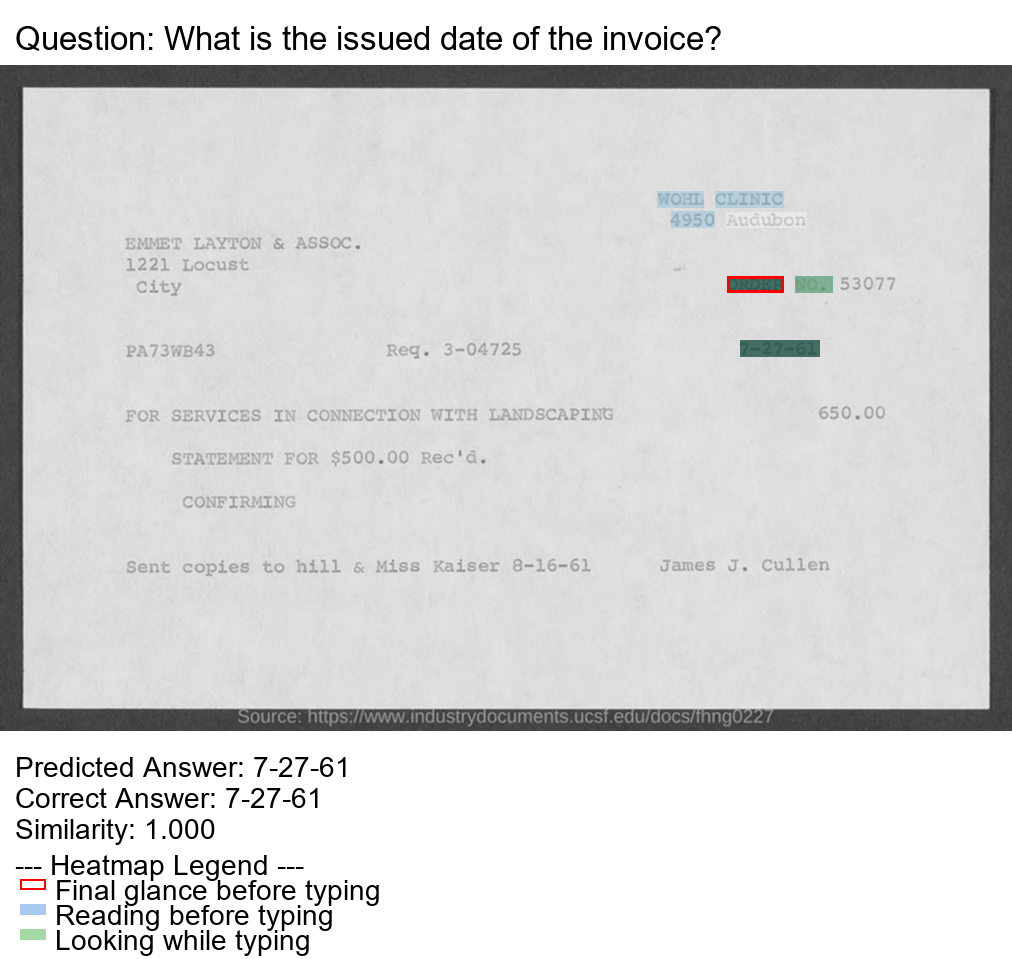 Question: What is the issued date of the invoice?
WOHL CLINIC
4950 Audubon
EMMET LAYTON & ASSOC.
1221 Locust
City
ORDER NO. 53077
PA73WB43 Req. 3-04725 7-27-61
FOR SERVICES IN CONNECTION WITH LANDSCAPING 650.00
STATEMENT FOR $500.00 Rec'd.
CONFIRMING
Sent copies to hill & Miss Kaiser 8-16-61 James J. Cullen
Source: https://www.industrydocuments.ucsf.edu/docs/fhng0227
Predicted Answer: 7-27-61
Correct Answer: 7-27-61
Similarity: 1.000
--- Heatmap Legend ---
Final glance before typing
Reading before typing
Looking while typing